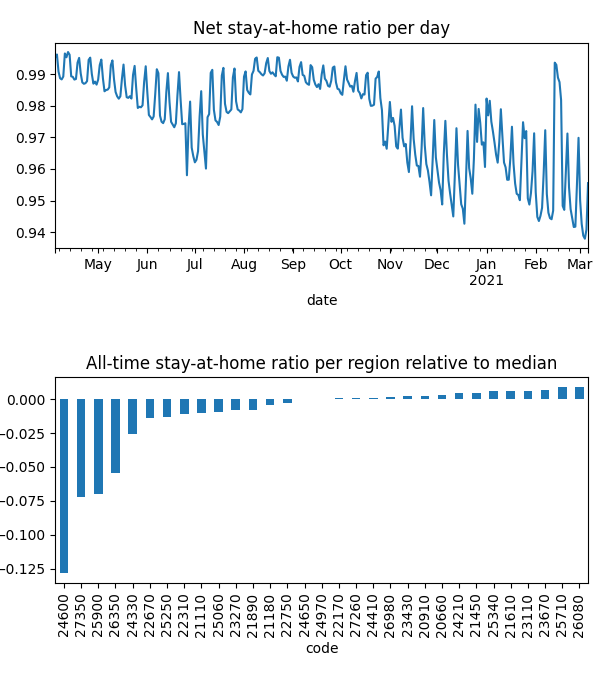 Net stay-at-home ratio per day
0.99
0.98
0.97
0.96
0.95
0.94
May Jun Jul Aug Sep Oct Nov Dec Jan Feb Mar
2021
date
All-time stay-at-home ratio per region relative to median
0.000
−0.025
−0.050
−0.075
−0.100
−0.125
24600 27350 25900 26350 24330 22670 25250 22310 21110 25060 23270 21890 21180 22750 24650 24970 22170 27260 24410 26980 23430 20910 20660 24210 21450 25340 21610 23110 23670 25710 26080
code